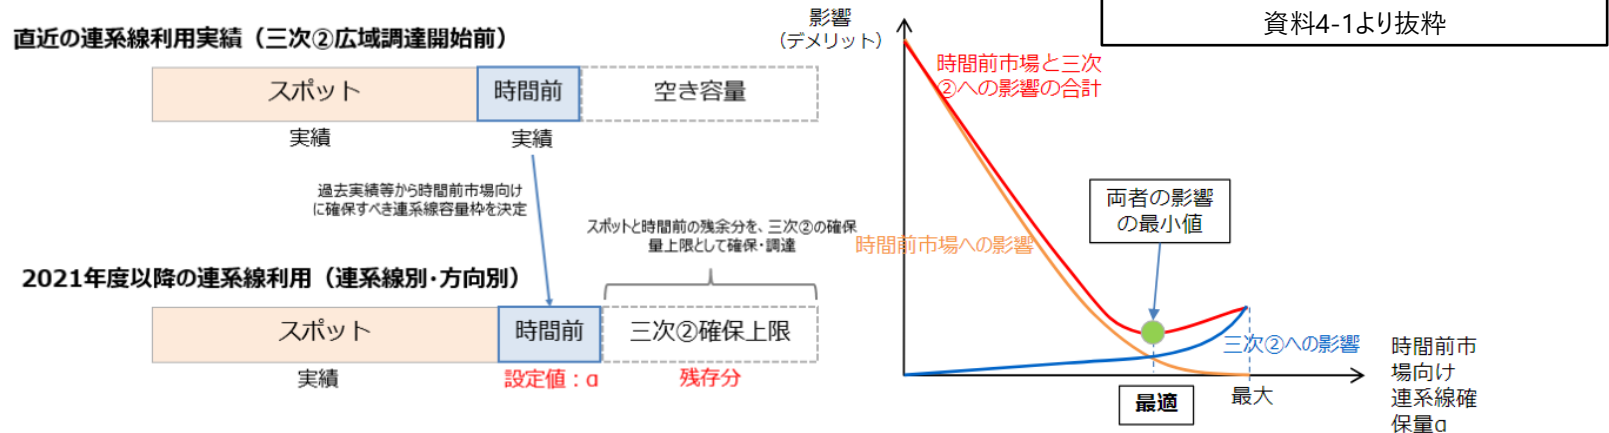 直近の連系線利用実績（三次②広域調達開始前）
スポット
時間前
空き容量
実績
実績
過去実績等から時間前市場向け
に確保すべき連系線容量枠を決定
スポットと時間前の残余分を、三次②の確保
量上限として確保・調達
2021年度以降の連系線利用（連系線別・方向別）
スポット
時間前
三次②確保上限
実績
設定値：α
残存分
資料4-1より抜粋
影響
（デメリット）
時間前市場と三次
②への影響の合計
両者の影響
の最小値
時間前市場への影響
三次②への影響
最適
最大
時間前市
場向け
連系線確
保量α